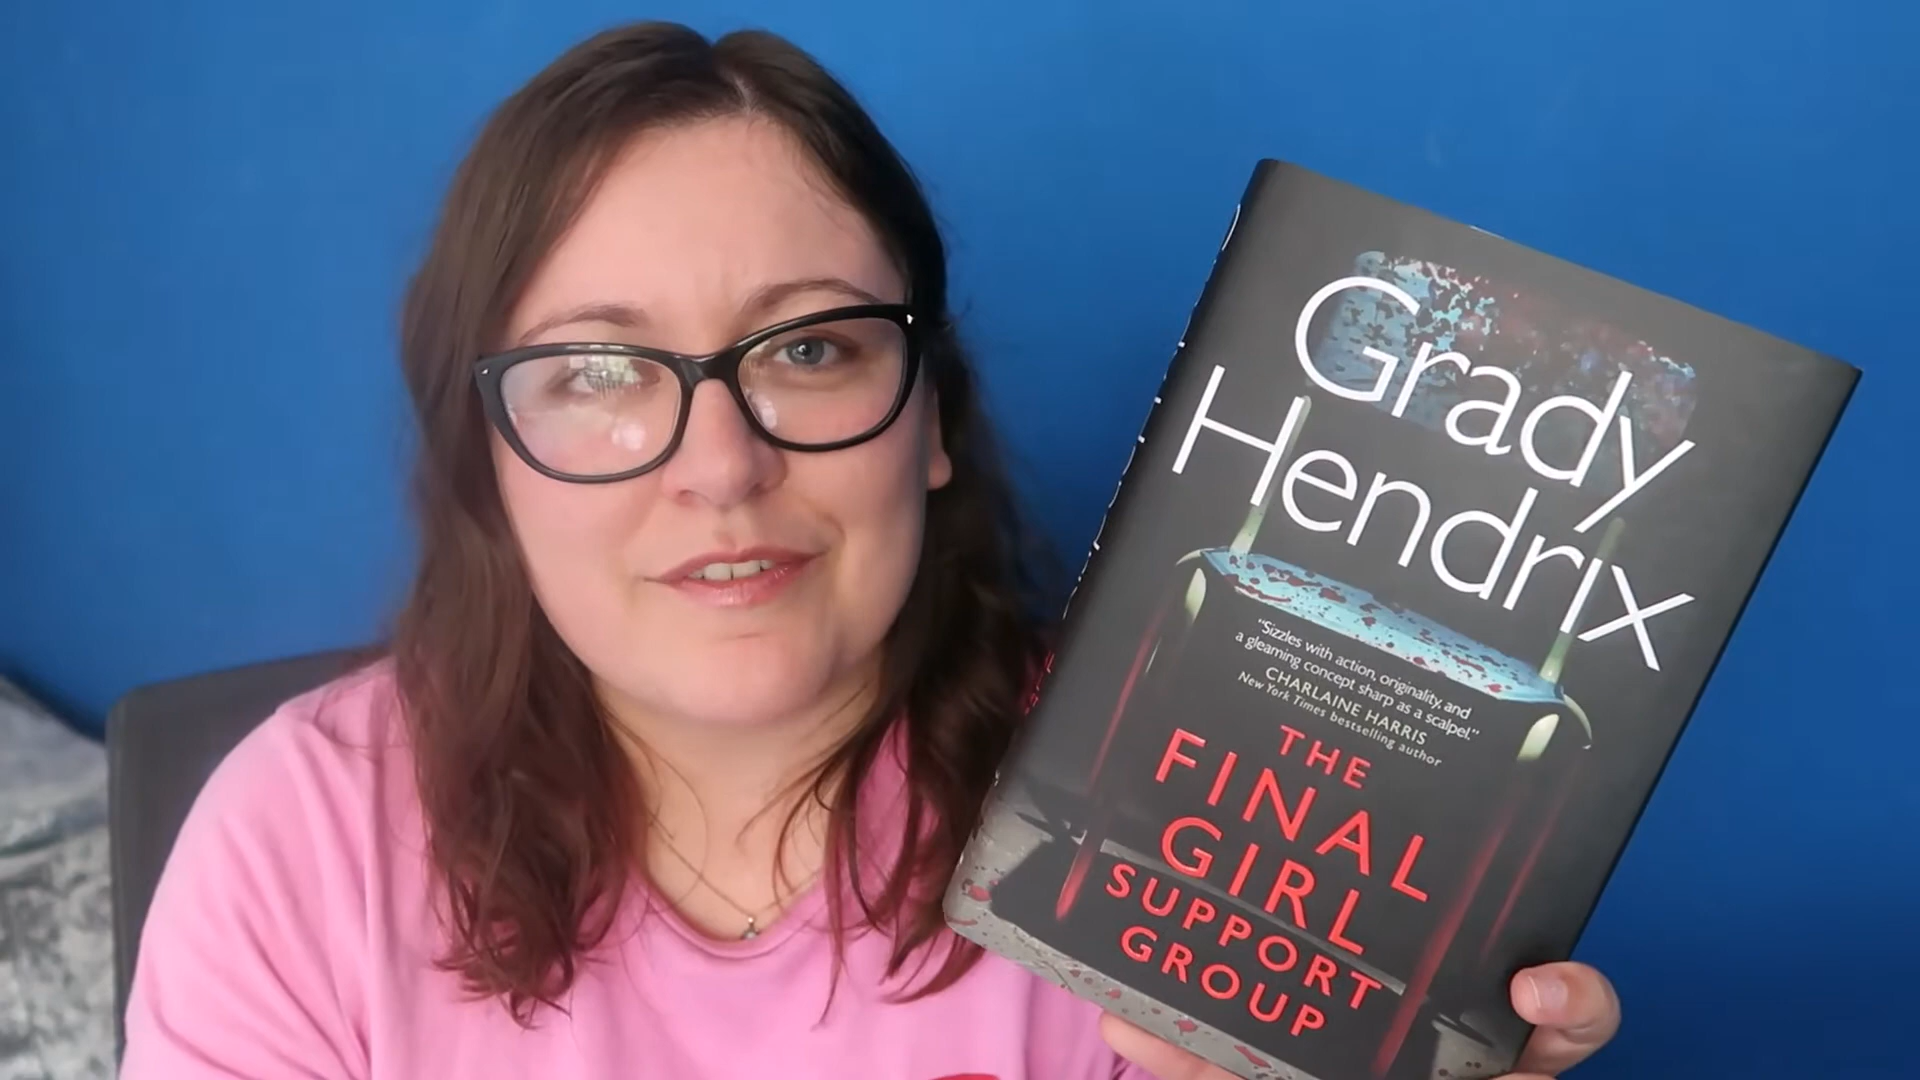 Grady
Hendrix
"Sizzles with action, originality, and
a gleaming concept sharp as a scalpel."
CHARLAINE HARRIS
New York Times bestselling author
THE
FINAL
GIRL
SUPPORT
GROUP